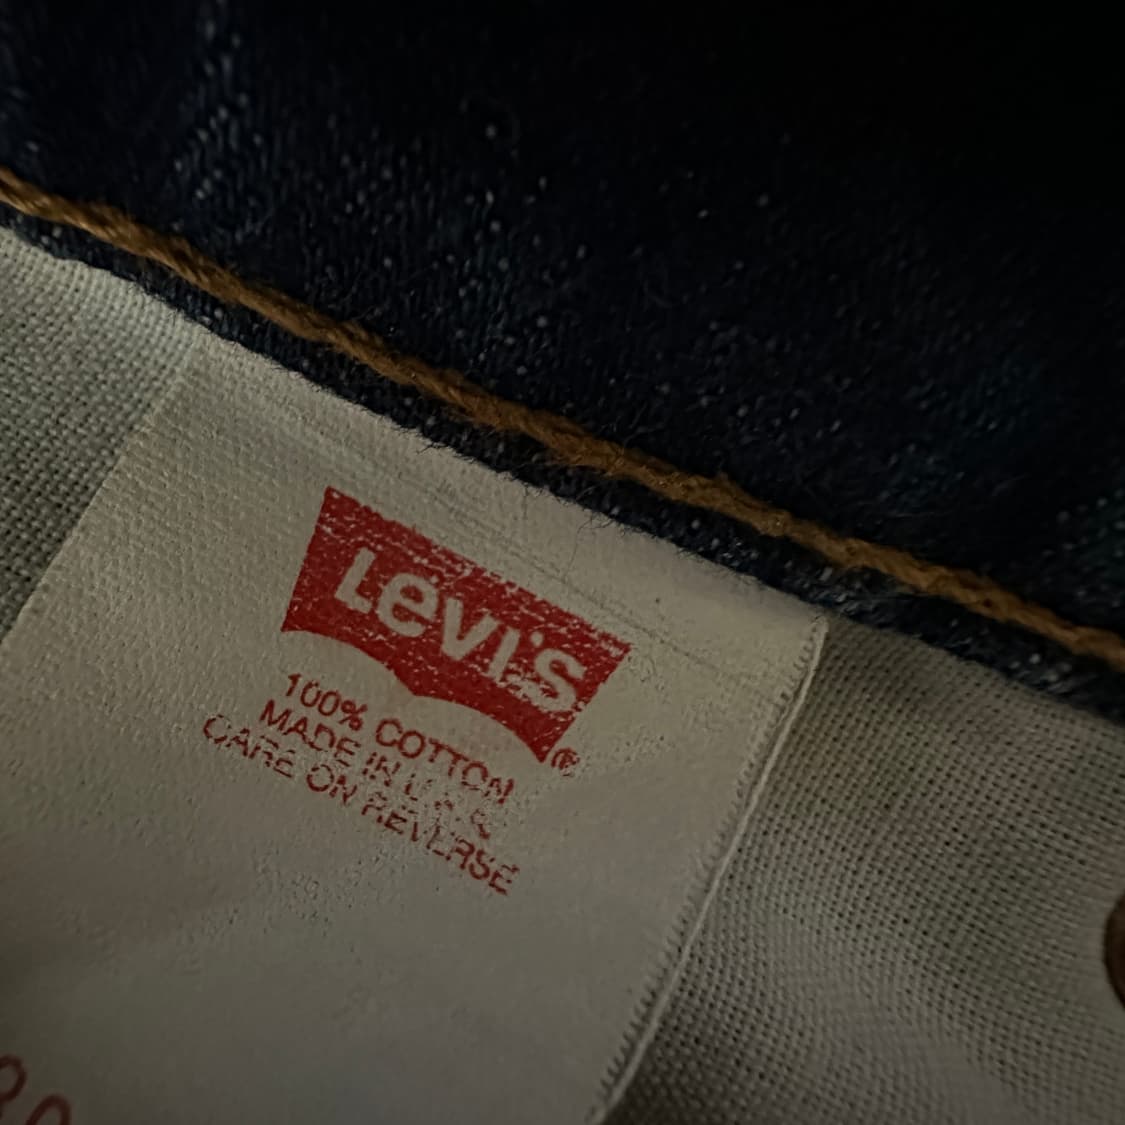 Levi's®
100% COTTON
MADE IN U.S.A.
CARE ON REVERSE